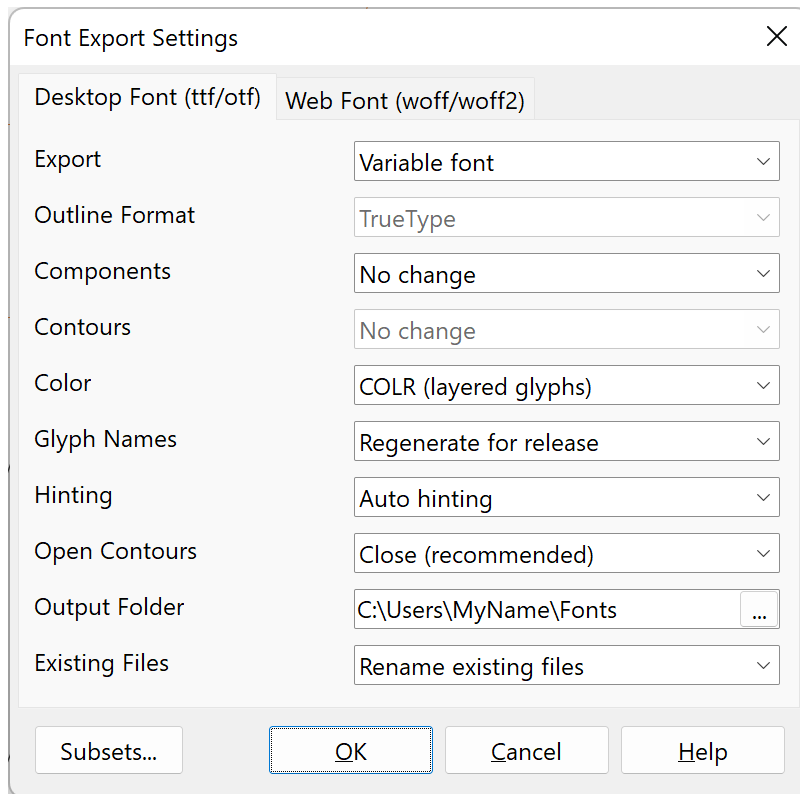 Font Export Settings
Desktop Font (ttf/otf) Web Font (woff/woff2)
Export Variable font
Outline Format TrueType
Components No change
Contours No change
Color COLR (layered glyphs)
Glyph Names Regenerate for release
Hinting Auto hinting
Open Contours Close (recommended)
Output Folder C:\Users\MyName\Fonts ...
Existing Files Rename existing files
Subsets... OK Cancel Help